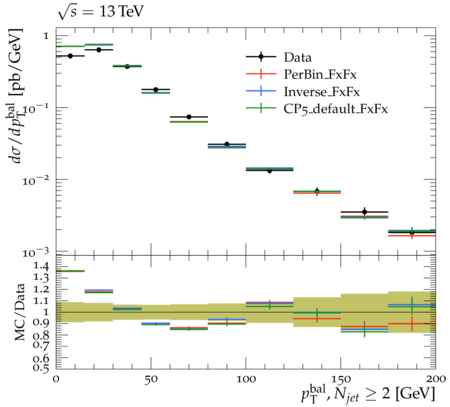 √s = 13 TeV
dσ/dp_T^bal [pb/GeV]
1
10^−1
10^−2
10^−3
Data
PerBin_FxFx
Inverse_FxFx
CP5_default_FxFx
MC/Data
1.4
1.3
1.2
1.1
1
0.9
0.8
0.7
0.6
0.5
0 50 100 150 200
p_T^bal, N_jet ≥ 2 [GeV]